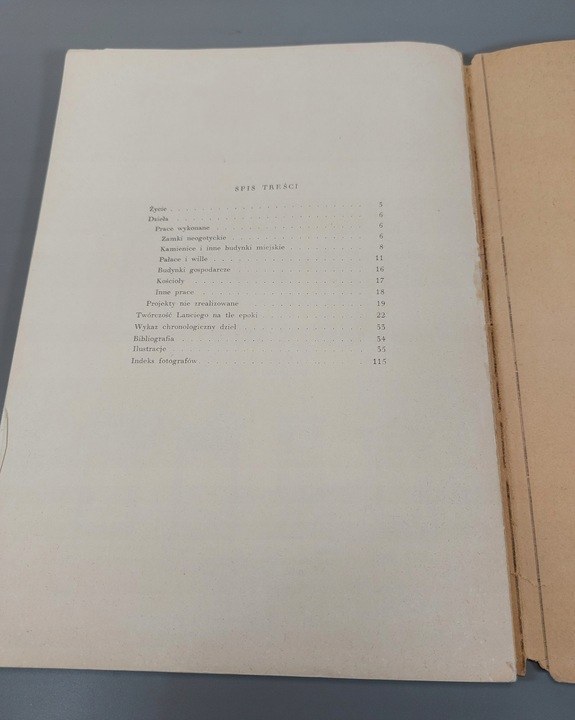 SPIS TREŚCI
Życie . . . . . . . . . . . . . . . . 5
Dzieła . . . . . . . . . . . . . . . . 6
Prace wykonane . . . . . . . . . . . . . . 6
Zamki neogotyckie . . . . . . . . . . . . . 6
Kamienice i inne budynki miejskie . . . . . . . . 9
Pałace i wille . . . . . . . . . . . . . . 11
Budynki gospodarcze . . . . . . . . . . . . 16
Kościoły . . . . . . . . . . . . . . . . 17
Inne prace . . . . . . . . . . . . . . . 18
Projekty nie zrealizowane . . . . . . . . . . . 19
Twórczość Lanciego na tle epoki . . . . . . . . . 22
Wykaz chronologiczny dzieł . . . . . . . . . . . 53
Bibliografia . . . . . . . . . . . . . . . 54
Ilustracje . . . . . . . . . . . . . . . . 55
Indeks fotografów . . . . . . . . . . . . . 115